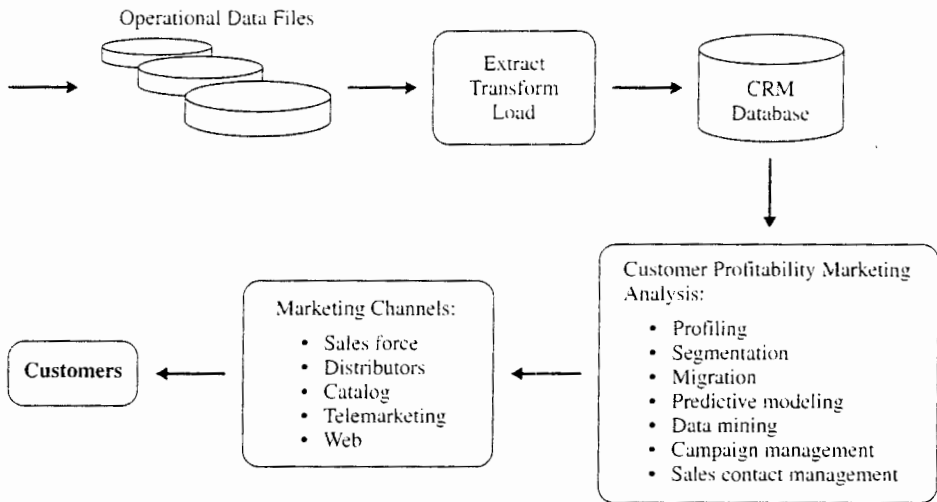 Operational Data Files
Extract
Transform
Load
CRM
Database
Customer Profitability Marketing
Analysis:
• Profiling
• Segmentation
• Migration
• Predictive modeling
• Data mining
• Campaign management
• Sales contact management
Marketing Channels:
• Sales force
• Distributors
• Catalog
• Telemarketing
• Web
Customers